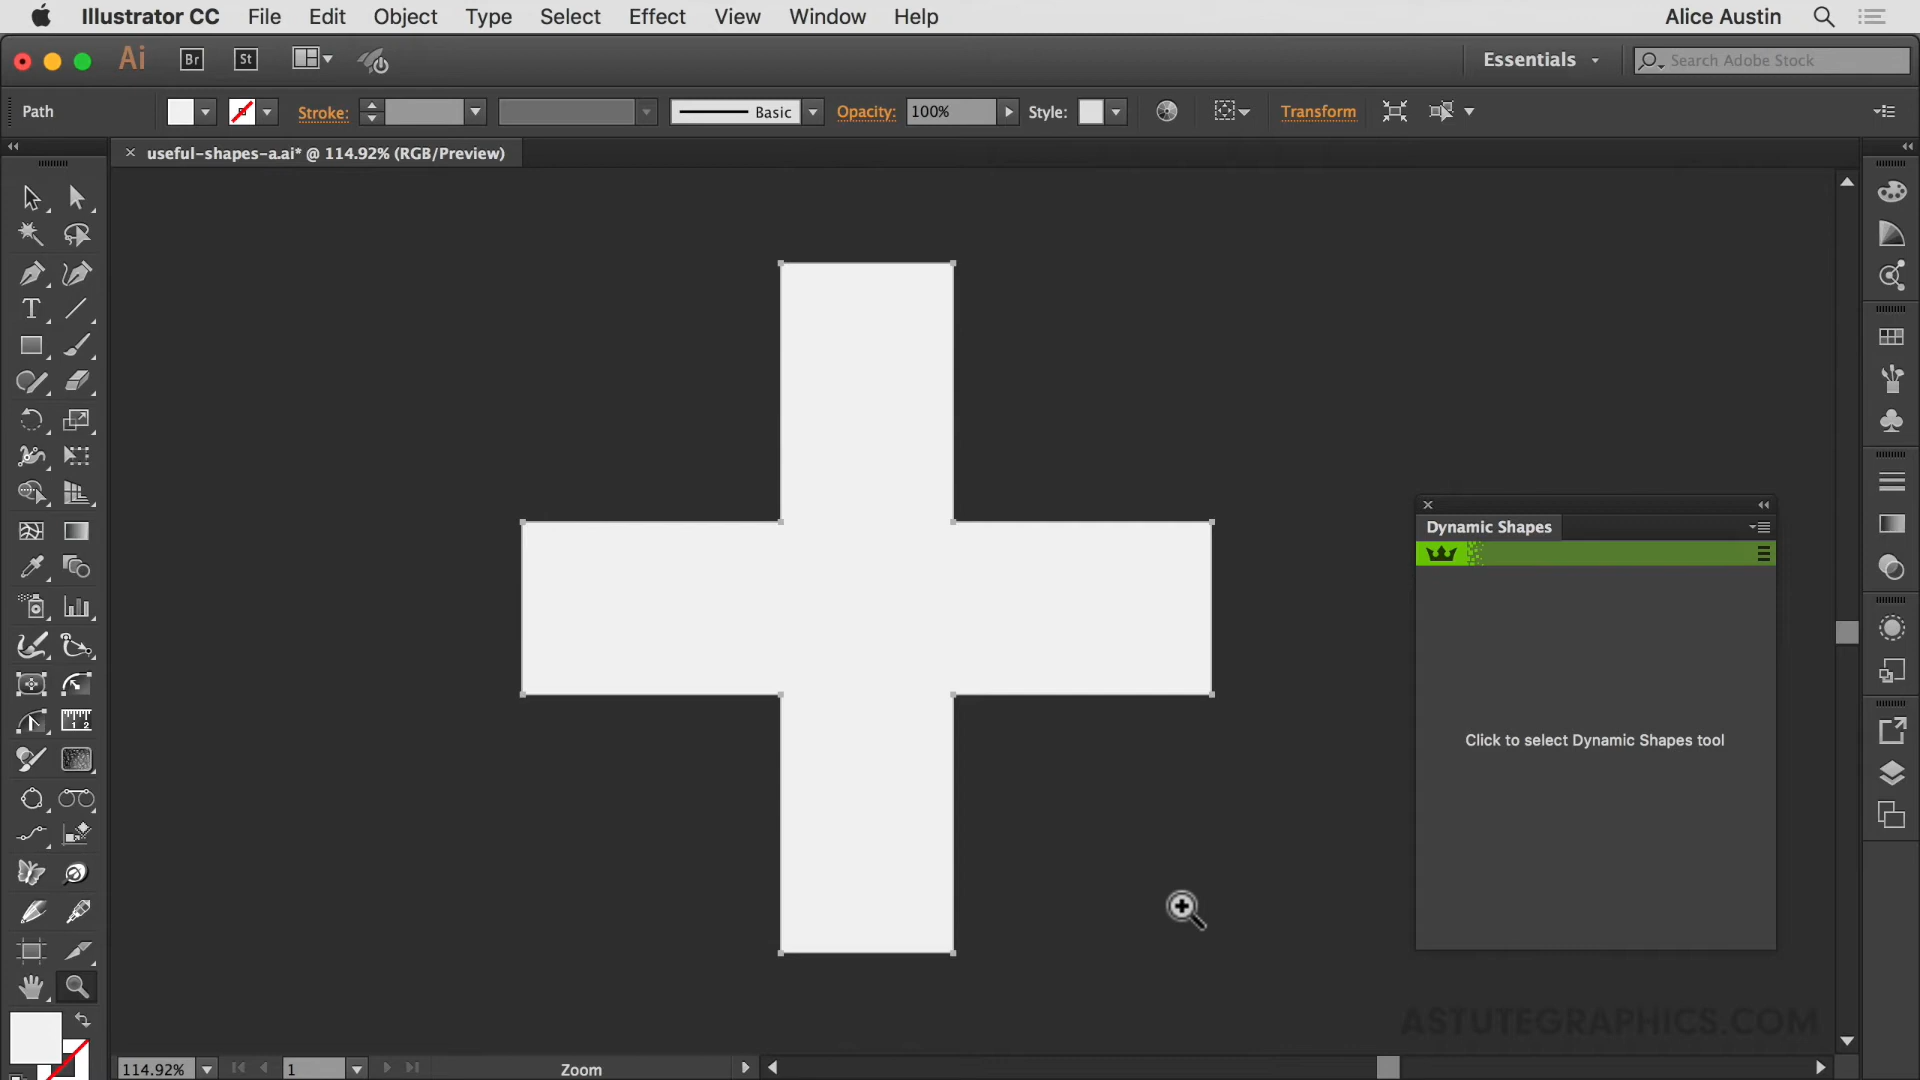 Illustrator CC File Edit Object Type Select Effect View Window Help Alice Austin
Ai Br St Essentials Search Adobe Stock
Path Stroke: Basic Opacity: 100% Style: Transform
useful-shapes-a.ai* @ 114.92% (RGB/Preview)
Dynamic Shapes
Click to select Dynamic Shapes tool
ASTUTEGRAPHICS.COM
114.92% 1 Zoom